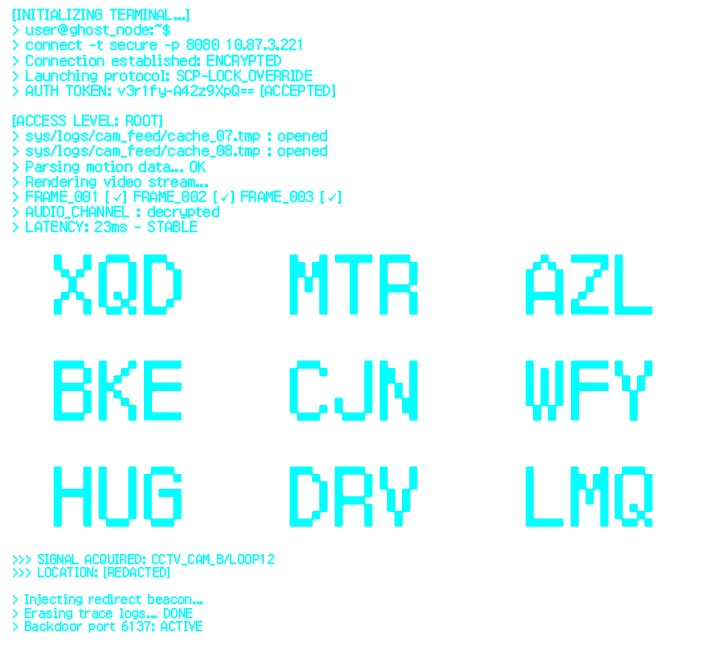 [INITIALIZING TERMINAL...]
> user@ghost_node:~$
> connect -t secure -p 8080 10.87.3.221
> Connection established: ENCRYPTED
> Launching protocol: SCP-LOCK_OVERRIDE
> AUTH TOKEN: v3r1fy-A42z9XpQ== [ACCEPTED]
[ACCESS LEVEL: ROOT]
> sys/logs/cam_feed/cache_07.tmp : opened
> sys/logs/cam_feed/cache_08.tmp : opened
> Parsing motion data... OK
> Rendering video stream...
> FRAME_001 [✓] FRAME_002 [✓] FRAME_003 [✓]
> AUDIO_CHANNEL : decrypted
> LATENCY: 23ms - STABLE
XQD MTR AZL
BKE CJN WFY
HUG DRV LMQ
>>> SIGNAL ACQUIRED: CCTV_CAM_B/LOOP12
>>> LOCATION: [REDACTED]
> Injecting redirect beacon...
> Erasing trace logs... DONE
> Backdoor port 6137: ACTIVE